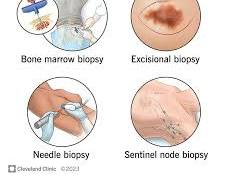 Bone marrow biopsy
Excisional biopsy
Needle biopsy
Sentinel node biopsy
Cleveland Clinic ©2023